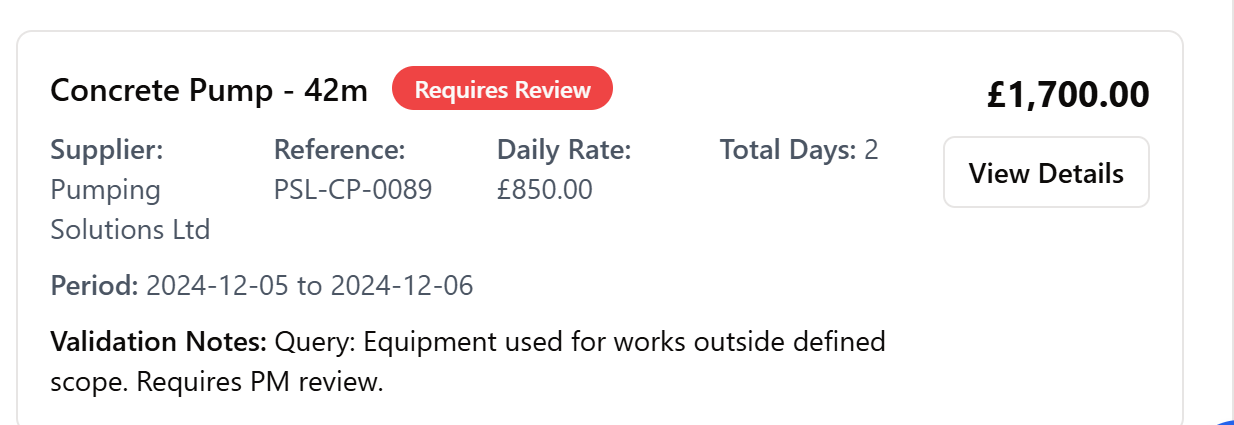 Concrete Pump - 42m
Requires Review
£1,700.00
Supplier:
Pumping
Solutions Ltd
Reference:
PSL-CP-0089
Daily Rate:
£850.00
Total Days: 2
View Details
Period: 2024-12-05 to 2024-12-06
Validation Notes: Query: Equipment used for works outside defined
scope. Requires PM review.